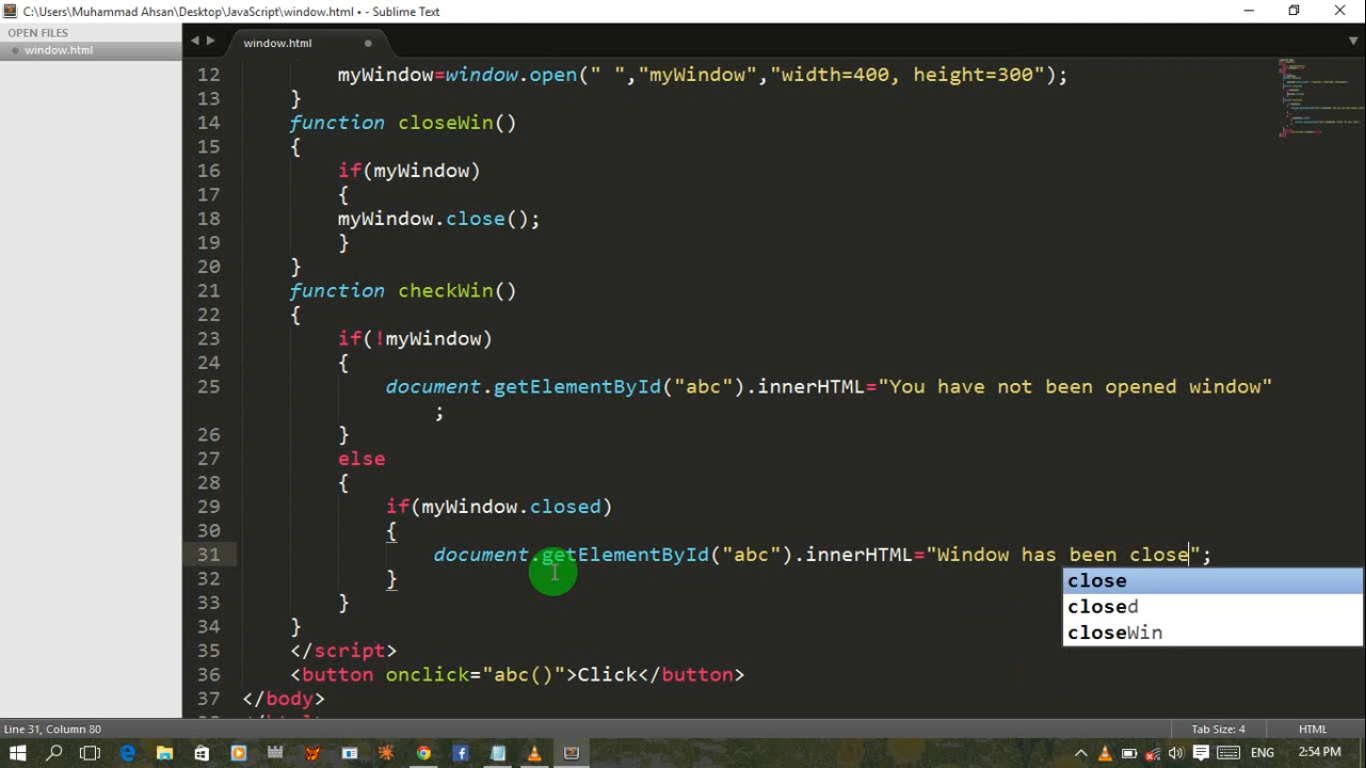 C:\Users\Muhammad Ahsan\Desktop\JavaScript\window.html • - Sublime Text
OPEN FILES
window.html
window.html
12 myWindow=window.open(" ","myWindow","width=400, height=300");
13 }
14 function closeWin()
15 {
16 if(myWindow)
17 {
18 myWindow.close();
19 }
20 }
21 function checkWin()
22 {
23 if(!myWindow)
24 {
25 document.getElementById("abc").innerHTML="You have not been opened window"
;
26 }
27 else
28 {
29 if(myWindow.closed)
30 {
31 document.getElementById("abc").innerHTML="Window has been close";
32 }
33 }
34 }
35 </script>
36 <button onclick="abc()">Click</button>
37 </body>
close
closed
closeWin
Line 31, Column 80
Tab Size: 4
HTML
ENG
2:54 PM